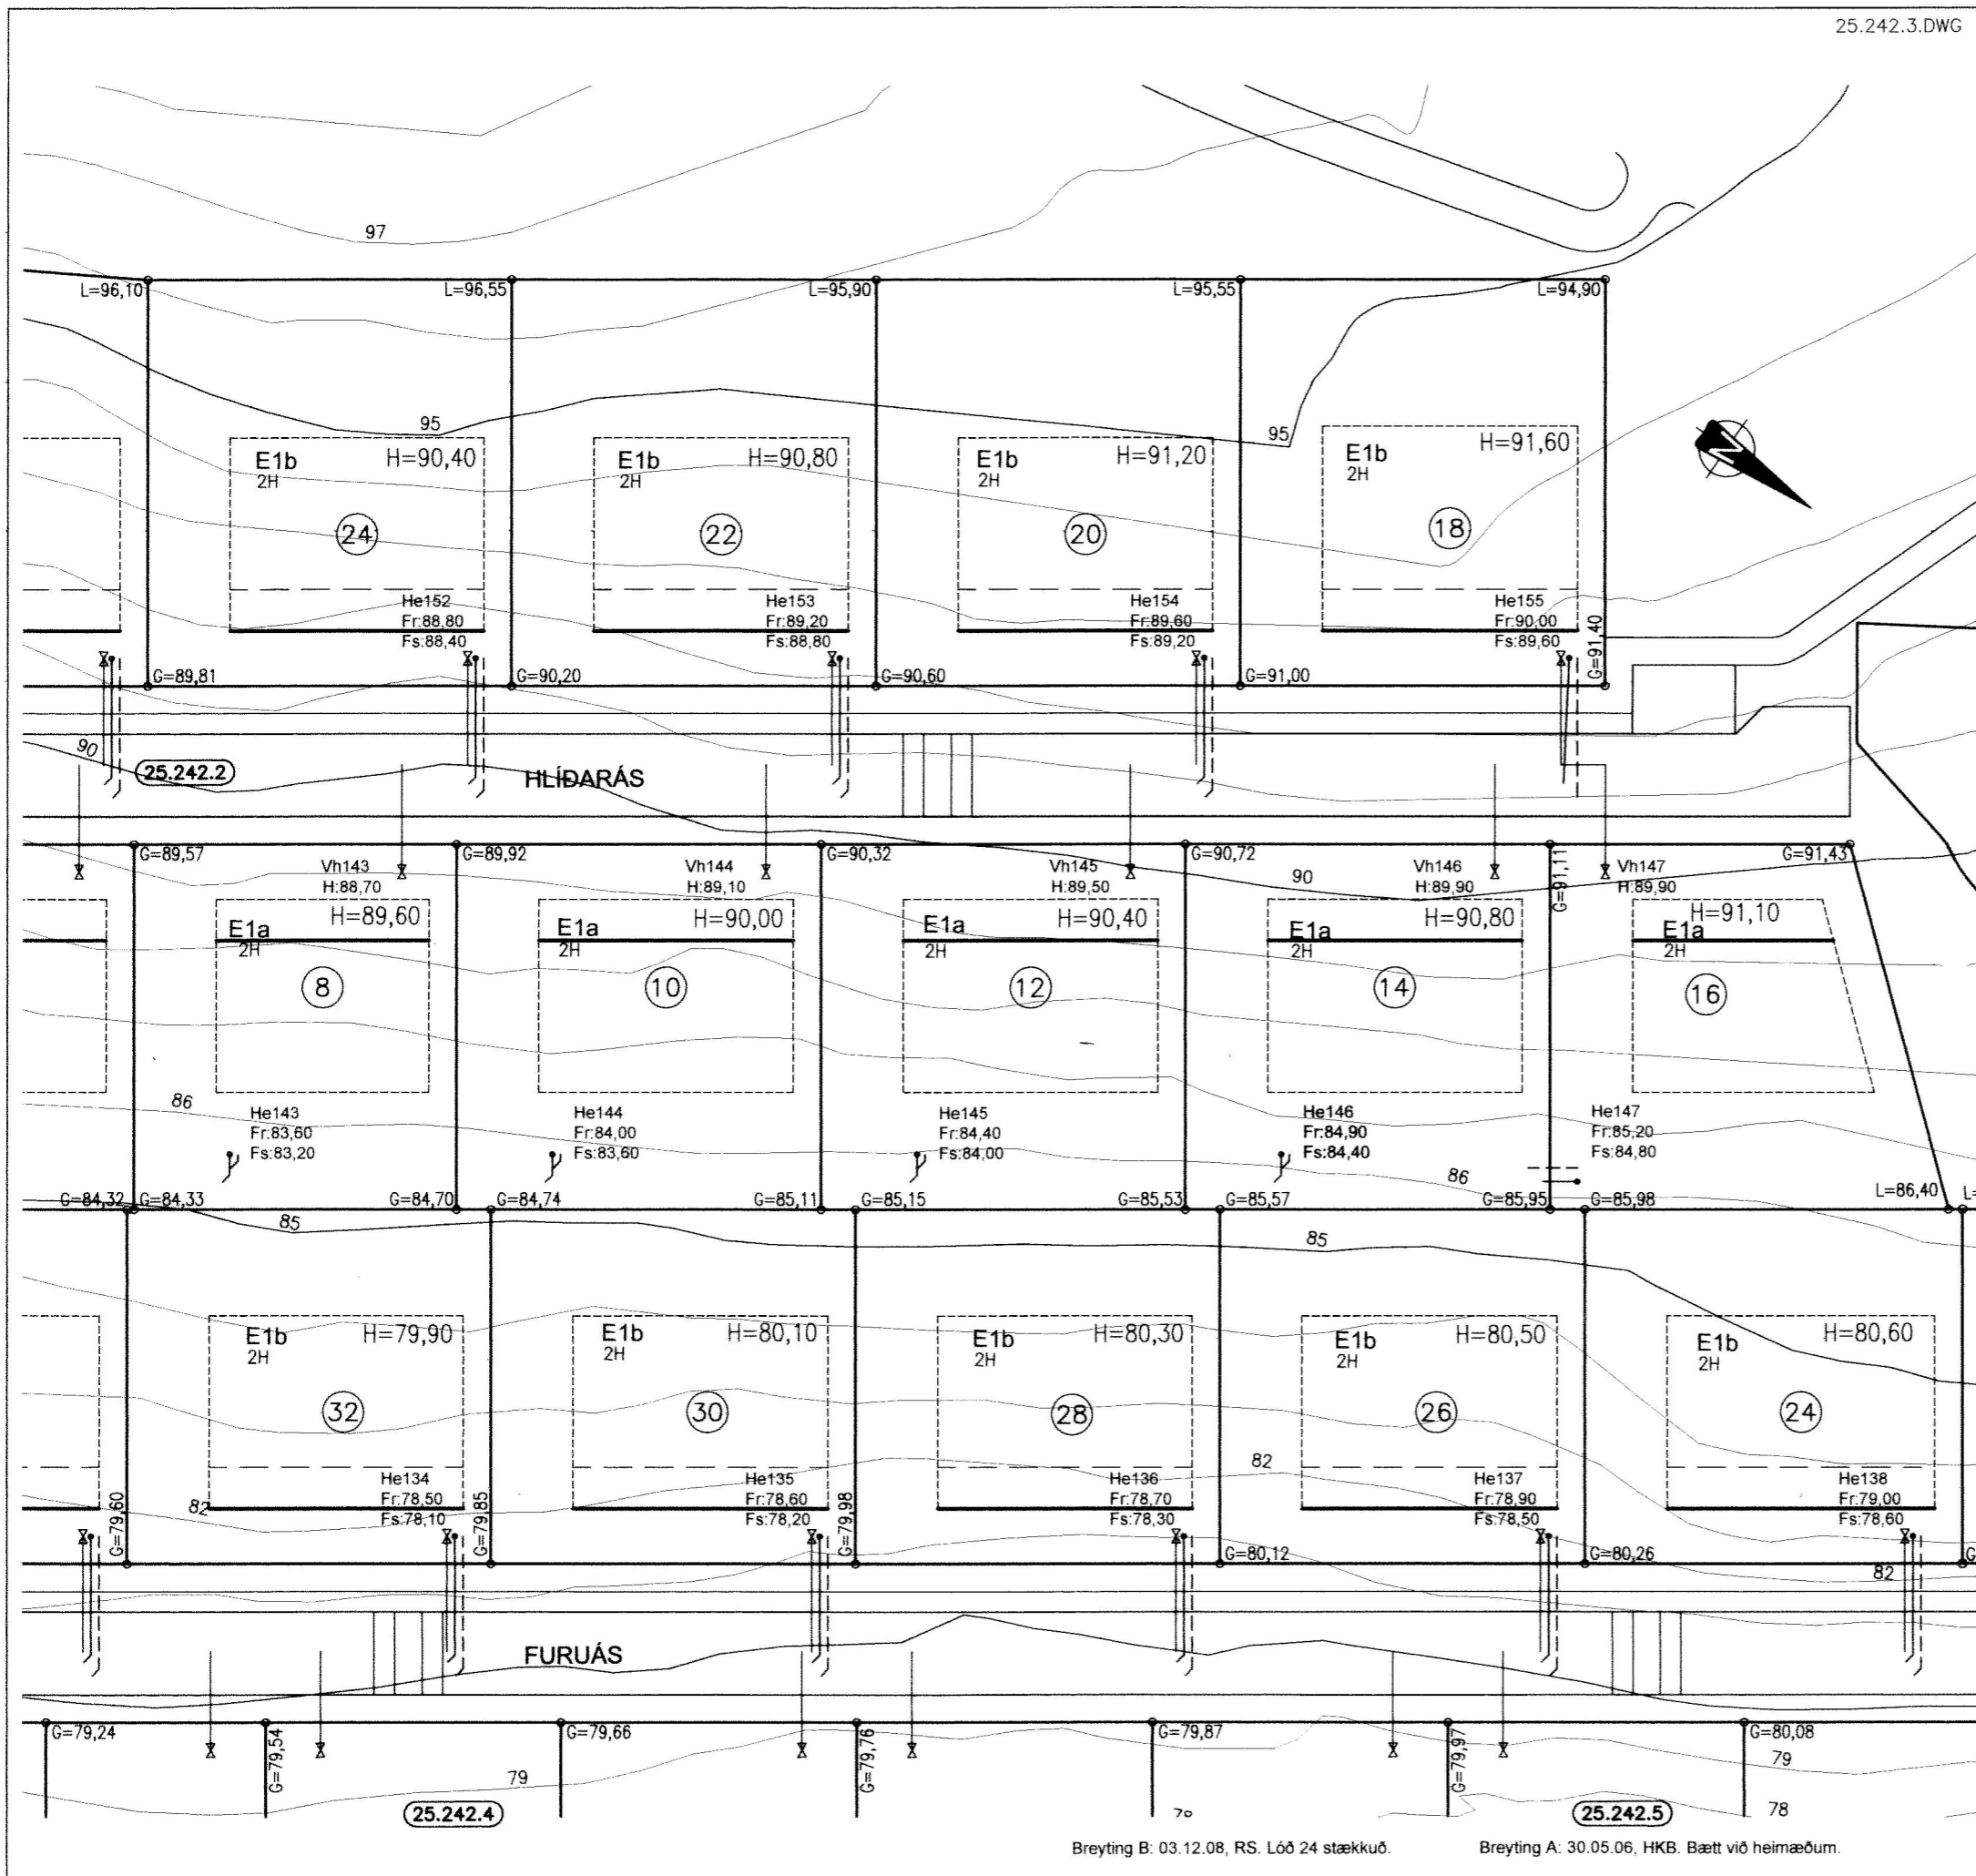 25.242.3.DWG
97
L=96,10
L=96,55
L=95,90
L=95,55
L=94,90
95
95
E1b
2H
H=90,40
24
E1b
2H
H=90,80
22
E1b
2H
H=91,20
20
E1b
2H
H=91,60
18
N
He152
Fr:88,80
Fs:88,40
He153
Fr:89,20
Fs:88,80
He154
Fr:89,60
Fs:89,20
He155
Fr:90,00
Fs:89,60
G=91,40
G=89,81
G=90,20
G=90,60
G=91,00
90
25.242.2
HLÍÐARÁS
G=89,57
G=89,92
G=90,32
G=90,72
G=91,11
G=91,43
Vh143
H:88,70
Vh144
H:89,10
Vh145
H:89,50
90
Vh146
H:89,90
Vh147
H:89,90
E1a
2H
H=89,60
8
E1a
2H
H=90,00
10
E1a
2H
H=90,40
12
E1a
2H
H=90,80
14
E1a
2H
H=91,10
16
86
He143
Fr:83,60
Fs:83,20
He144
Fr:84,00
Fs:83,60
He145
Fr:84,40
Fs:84,00
He146
Fr:84,90
Fs:84,40
86
He147
Fr:85,20
Fs:84,80
G=84,32
G=84,33
G=84,70
G=84,74
G=85,11
G=85,15
G=85,53
G=85,57
G=85,95
G=85,98
L=86,40
L=
85
85
E1b
2H
H=79,90
32
E1b
2H
H=80,10
30
E1b
2H
H=80,30
28
E1b
2H
H=80,50
26
E1b
2H
H=80,60
24
82
82
He134
Fr:78,50
Fs:78,10
He135
Fr:78,60
Fs:78,20
He136
Fr:78,70
Fs:78,30
He137
Fr:78,90
Fs:78,50
He138
Fr:79,00
Fs:78,60
G=79,60
G=79,85
G=79,98
G=80,12
G=80,26
G
82
FURUÁS
G=79,24
G=79,54
G=79,66
G=79,76
G=79,87
G=79,97
G=80,08
79
79
25.242.4
25.242.5
78
Breyting B: 03.12.08, RS. Lóð 24 stækkuð.
Breyting A: 30.05.06, HKB. Bætt við heimæðum.